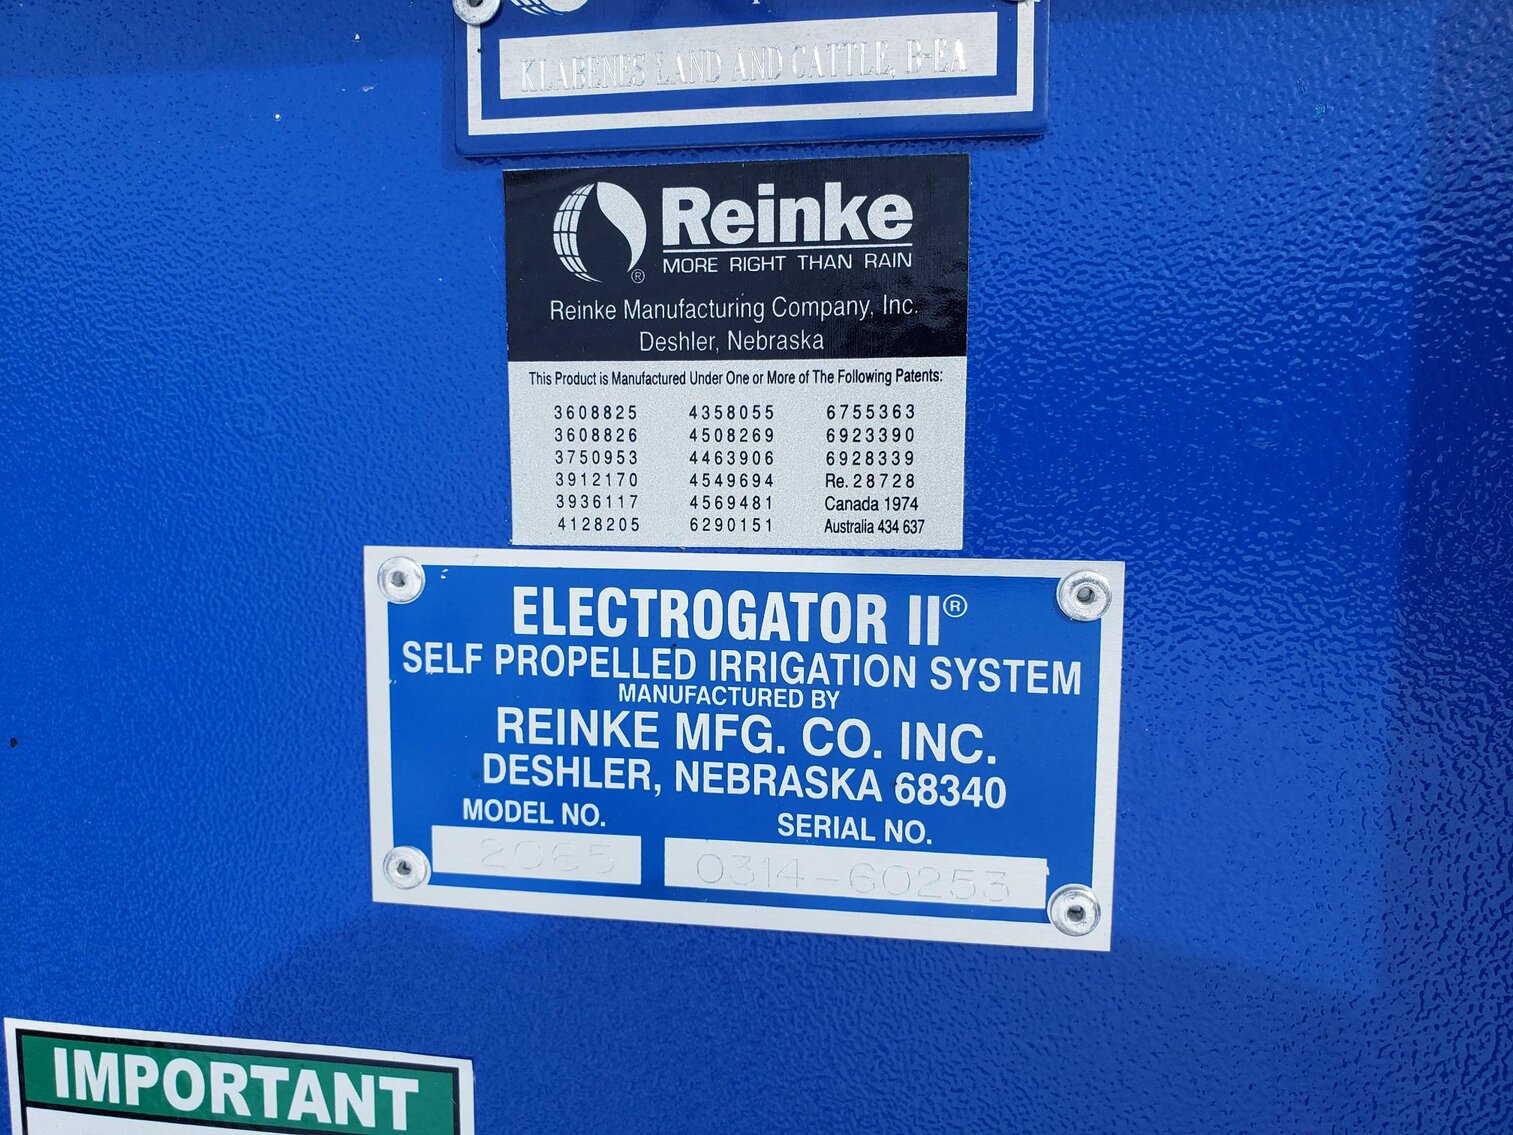 KLABENES LAND AND CATTLE, B-EA
Reinke
MORE RIGHT THAN RAIN
Reinke Manufacturing Company, Inc.
Deshler, Nebraska
This Product is Manufactured Under One or More of The Following Patents:
3608825 4358055 6755363
3608826 4508269 6923390
3750953 4463906 6928339
3912170 4549694 Re. 28728
3936117 4569481 Canada 1974
4128205 6290151 Australia 434 637
ELECTROGATOR II®
SELF PROPELLED IRRIGATION SYSTEM
MANUFACTURED BY
REINKE MFG. CO. INC.
DESHLER, NEBRASKA 68340
MODEL NO. SERIAL NO.
2065 0314-60253
IMPORTANT